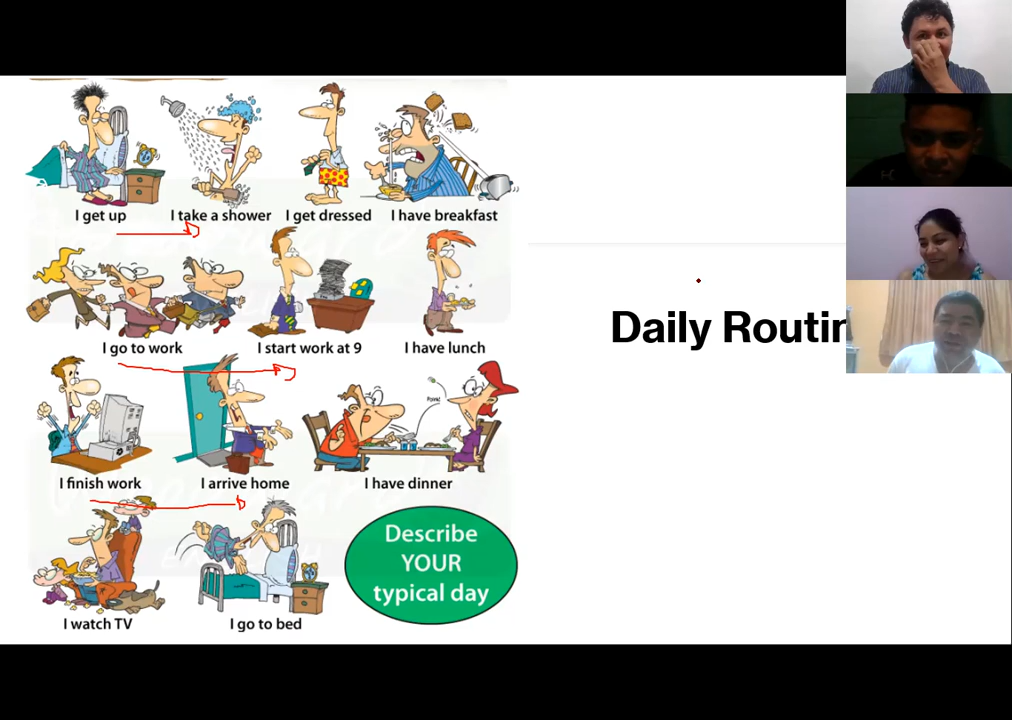 I get up
I take a shower
I get dressed
I have breakfast
I go to work
I start work at 9
I have lunch
Daily Routin
I finish work
I arrive home
I have dinner
I watch TV
I go to bed
Describe
YOUR
typical day